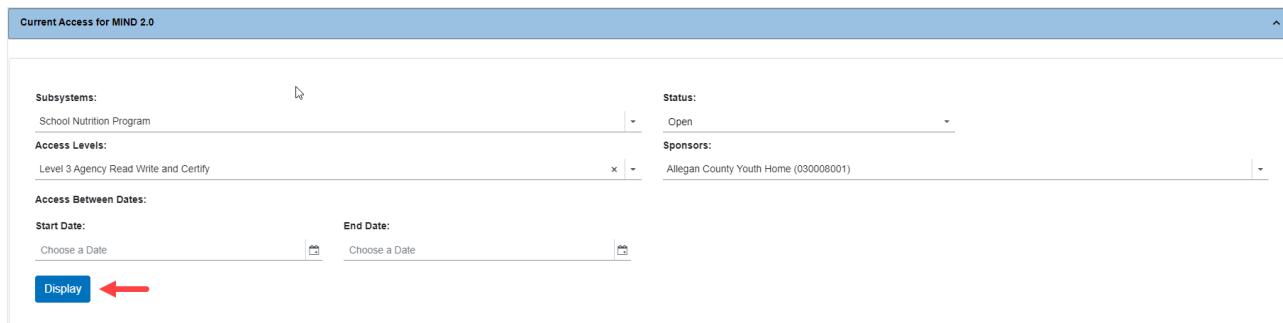 Current Access for MIND 2.0
Subsystems:
Status:
School Nutrition Program
Open
Access Levels:
Sponsors:
Level 3 Agency Read Write and Certify
Allegan County Youth Home (030008001)
Access Between Dates:
Start Date:
End Date:
Choose a Date
Choose a Date
Display